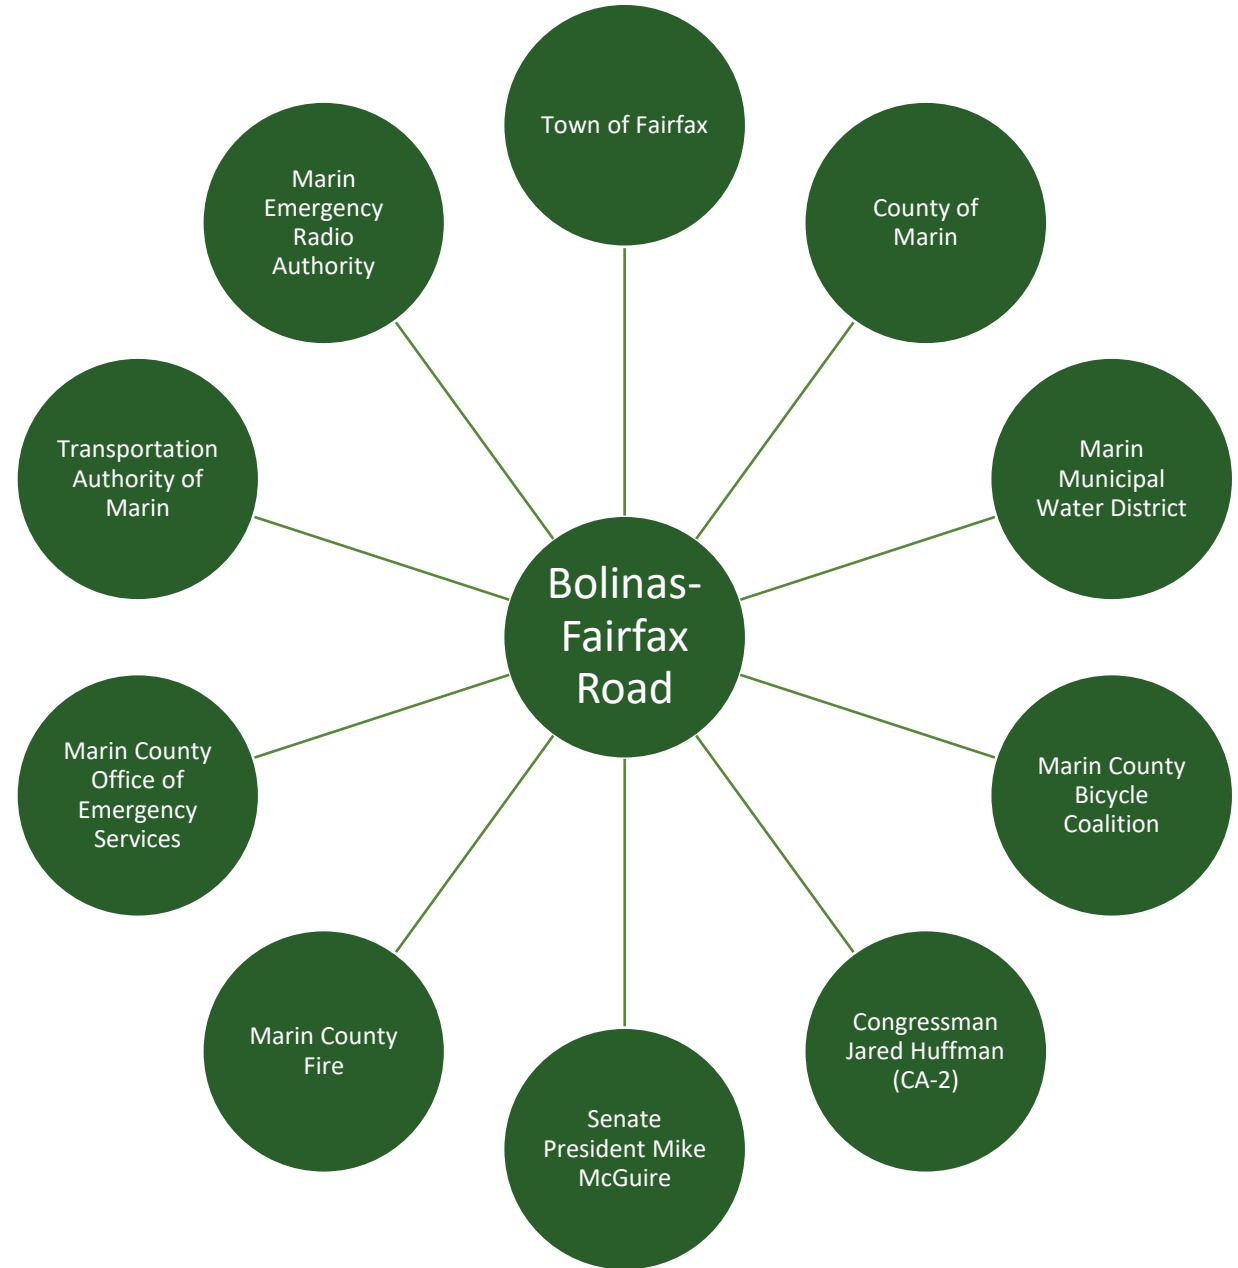 Town of Fairfax
County of
Marin
Marin
Municipal
Water District
Marin County
Bicycle
Coalition
Congressman
Jared Huffman
(CA-2)
Senate
President Mike
McGuire
Marin County
Fire
Marin County
Office of
Emergency
Services
Transportation
Authority of
Marin
Marin
Emergency
Radio
Authority
Bolinas-
Fairfax
Road